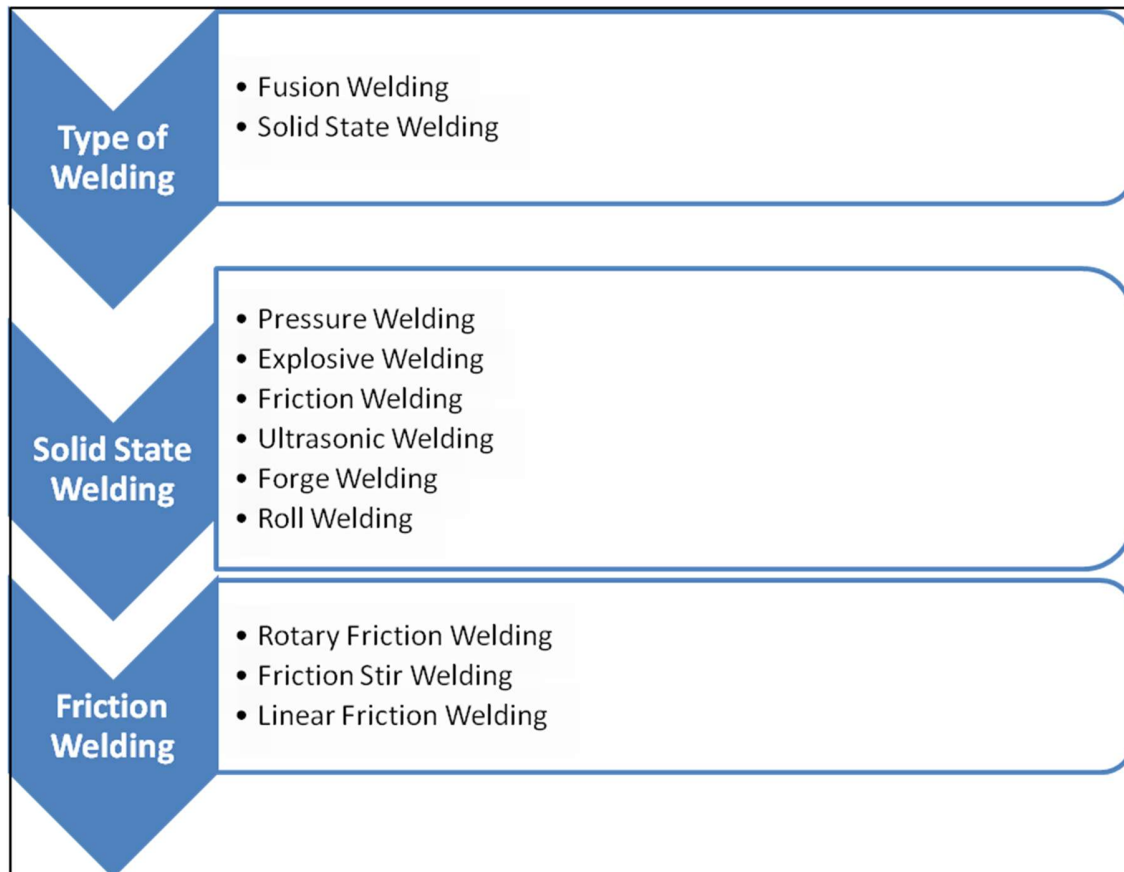 Type of
Welding
• Fusion Welding
• Solid State Welding
Solid State
Welding
• Pressure Welding
• Explosive Welding
• Friction Welding
• Ultrasonic Welding
• Forge Welding
• Roll Welding
Friction
Welding
• Rotary Friction Welding
• Friction Stir Welding
• Linear Friction Welding